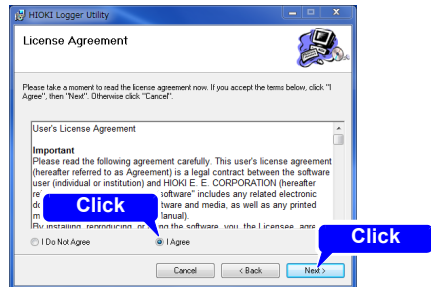 HIOKI Logger Utility
License Agreement
Please take a moment to read the license agreement now. If you accept the terms below, click "I
Agree", then "Next". Otherwise click "Cancel".
User's License Agreement
Important
Please read the following agreement carefully. This user's license agreement
(hereafter referred to as Agreement) is a legal contract between the software
user (individual or institution) and HIOKI E. E. CORPORATION (hereafter
software" includes any related electronic
ware and media, as well as any printed
Manual).
By installing, reproducing, or the software, you, the Licensee,
Click
I Do Not Agree
I Agree
Click
Cancel
< Back
Next >